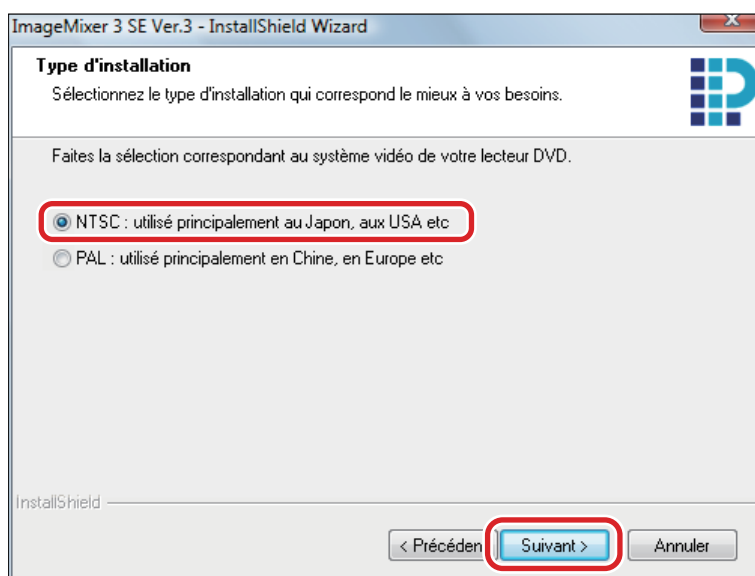 ImageMixer 3 SE Ver.3 - InstallShield Wizard
Type d'installation
Sélectionnez le type d'installation qui correspond le mieux à vos besoins.
Faites la sélection correspondant au système vidéo de votre lecteur DVD.
NTSC : utilisé principalement au Japon, aux USA etc
PAL : utilisé principalement en Chine, en Europe etc
InstallShield
< Précéden
Suivant >
Annuler